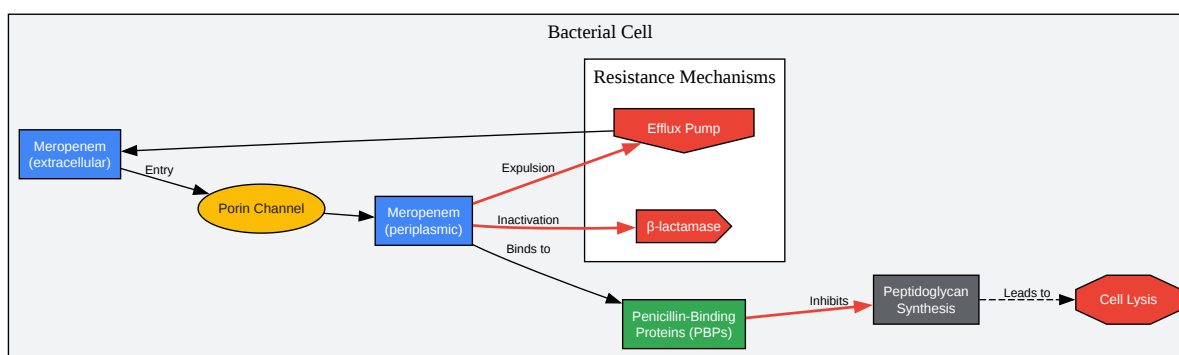 Bacterial Cell
Resistance Mechanisms
Efflux Pump
Meropenem
(extracellular)
Entry
Expulsion
Porin Channel
Meropenem
(periplasmic)
Inactivation
β-lactamase
Binds to
Penicillin-Binding
Proteins (PBPs)
Inhibits
Peptidoglycan
Synthesis
Leads to
Cell Lysis